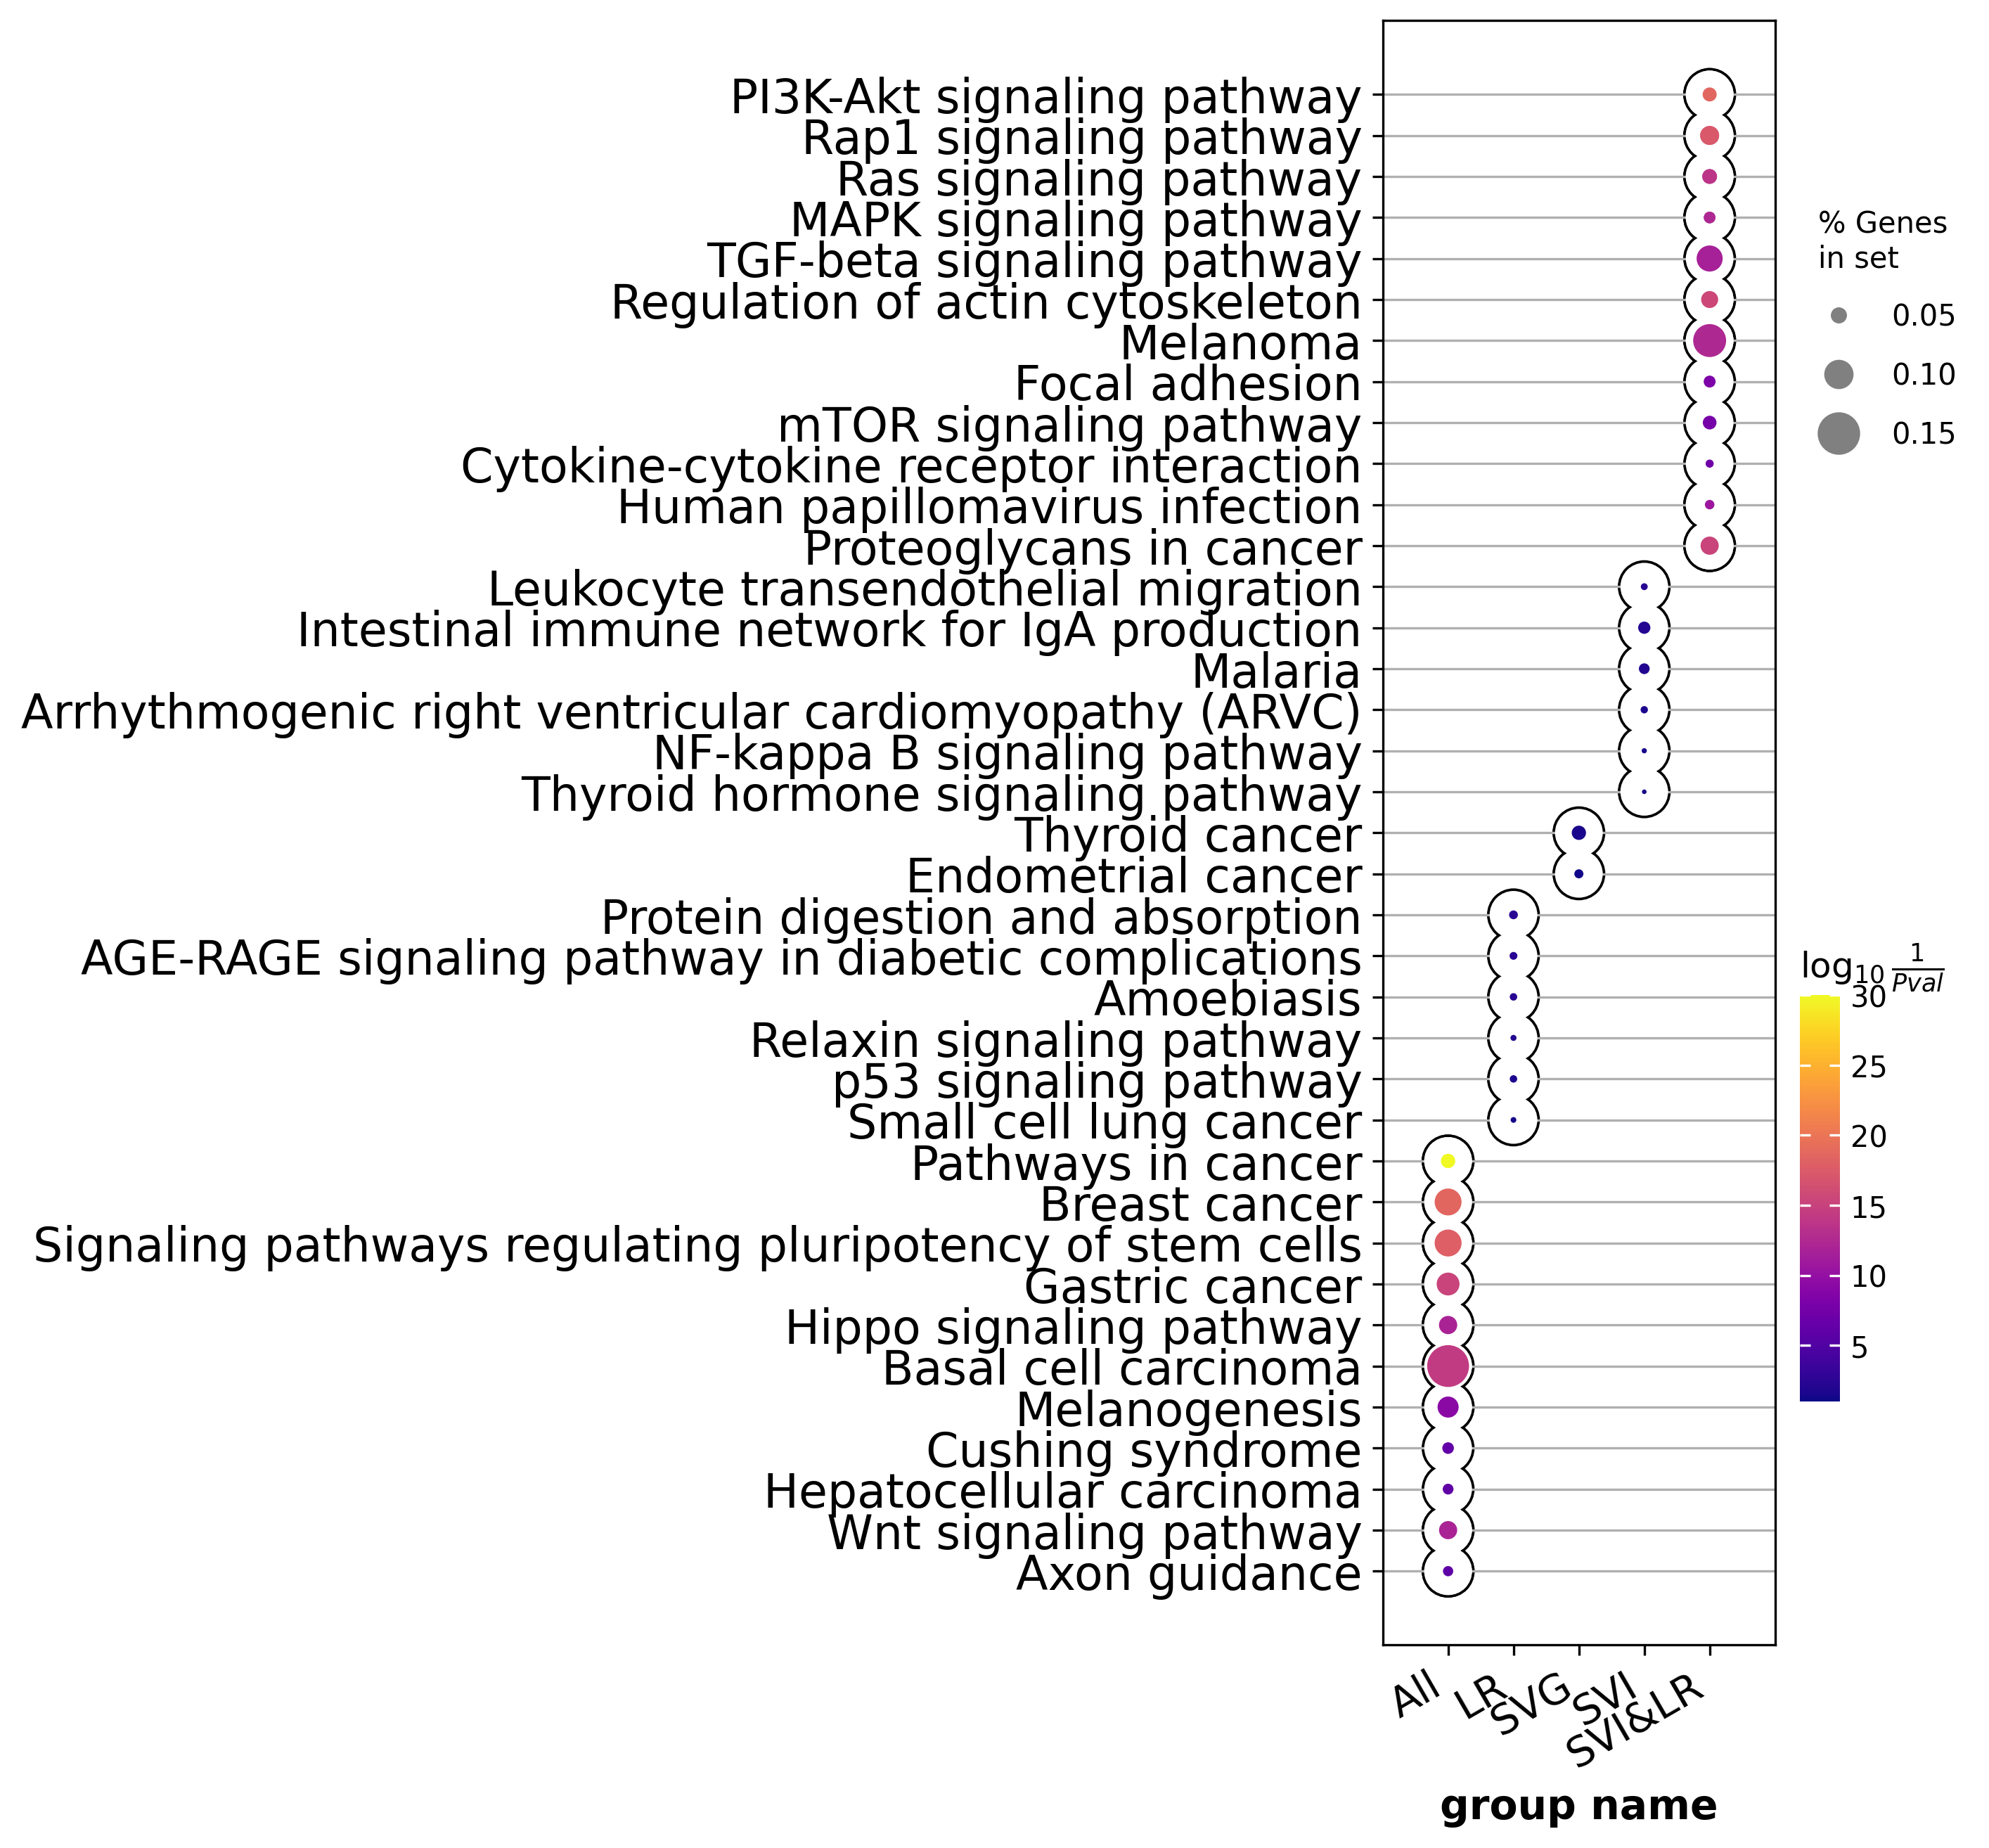 PI3K-Akt signaling pathway
Rap1 signaling pathway
Ras signaling pathway
MAPK signaling pathway
TGF-beta signaling pathway
Regulation of actin cytoskeleton
Melanoma
Focal adhesion
mTOR signaling pathway
Cytokine-cytokine receptor interaction
Human papillomavirus infection
Proteoglycans in cancer
Leukocyte transendothelial migration
Intestinal immune network for IgA production
Malaria
Arrhythmogenic right ventricular cardiomyopathy (ARVC)
NF-kappa B signaling pathway
Thyroid hormone signaling pathway
Thyroid cancer
Endometrial cancer
Protein digestion and absorption
AGE-RAGE signaling pathway in diabetic complications
Amoebiasis
Relaxin signaling pathway
p53 signaling pathway
Small cell lung cancer
Pathways in cancer
Breast cancer
Signaling pathways regulating pluripotency of stem cells
Gastric cancer
Hippo signaling pathway
Basal cell carcinoma
Melanogenesis
Cushing syndrome
Hepatocellular carcinoma
Wnt signaling pathway
Axon guidance
All
LR
SVG
SVI
SVI&LR
group name
% Genes
in set
0.05
0.10
0.15
log₁₀ 1/Pval
30
25
20
15
10
5